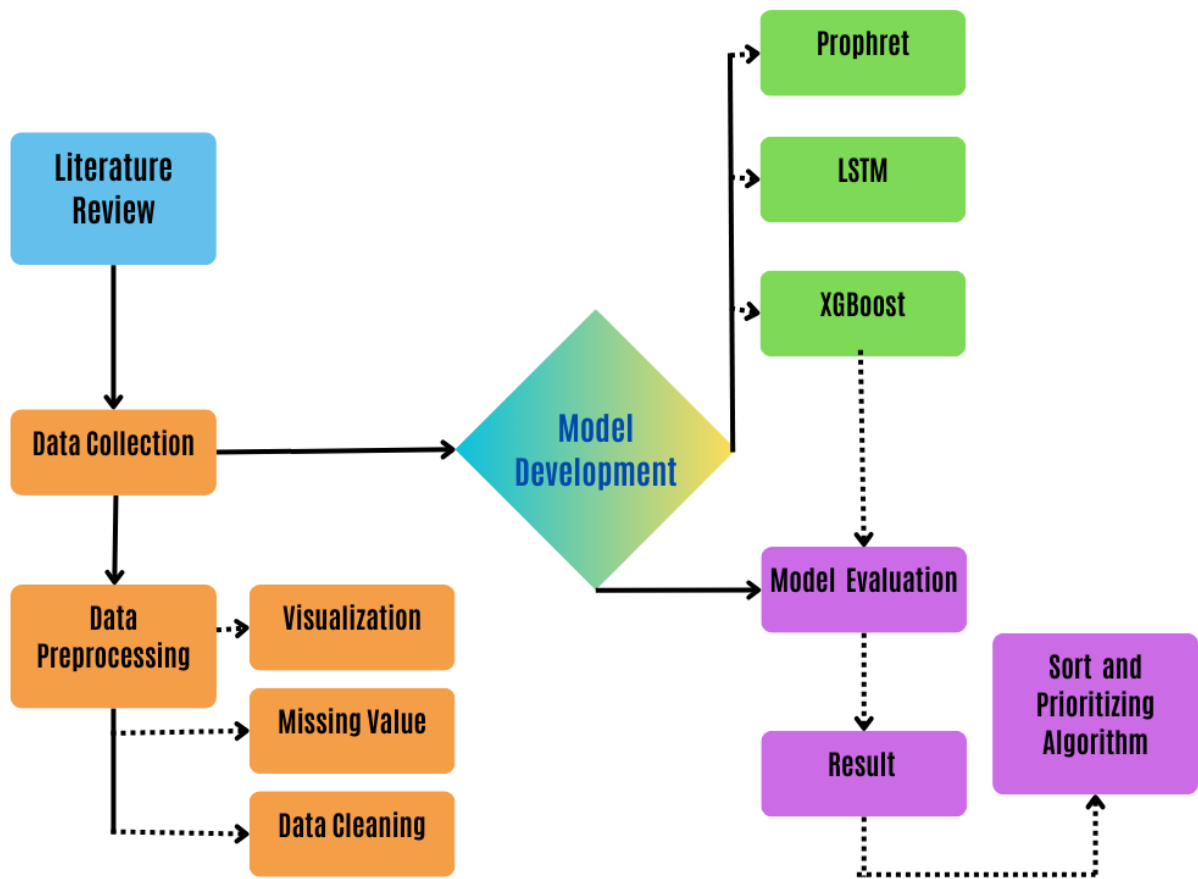 Literature
Review
Data Collection
Data
Preprocessing
Visualization
Missing Value
Data Cleaning
Model
Development
Prophret
LSTM
XGBoost
Model Evaluation
Result
Sort and
Prioritizing
Algorithm